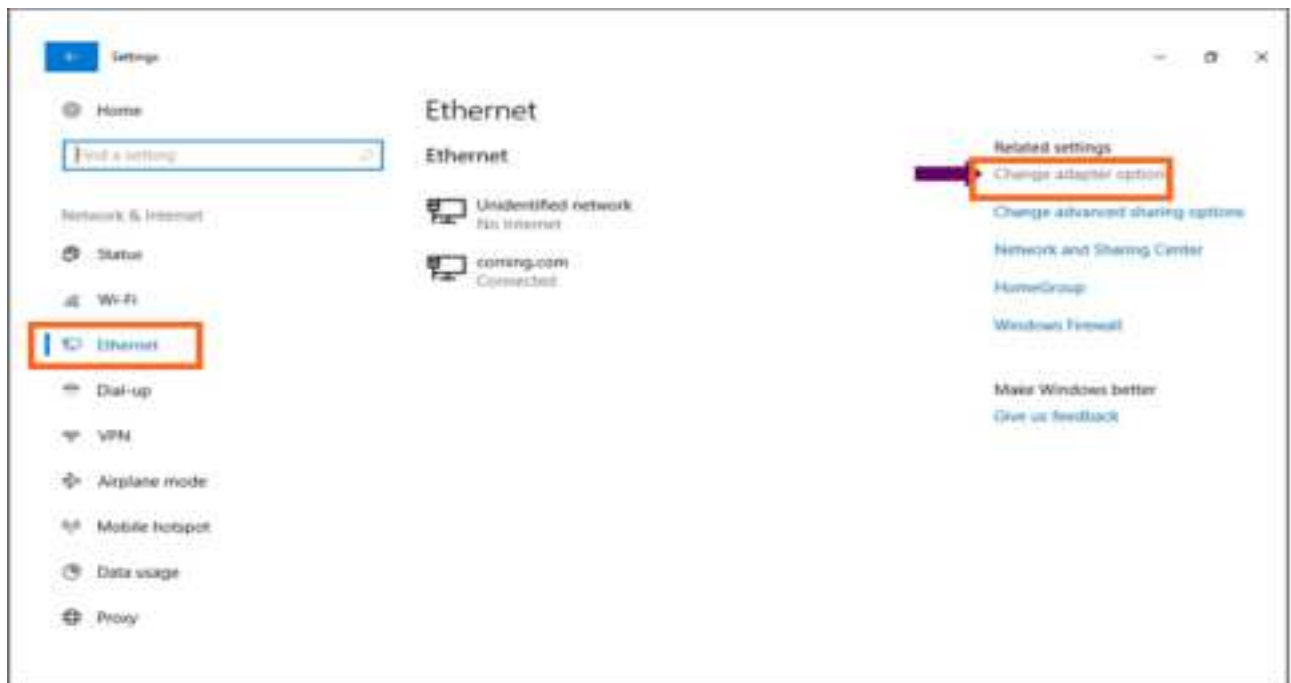 Settings
Home
Find a setting
Network & Internet
Status
Wi-Fi
Ethernet
Dial-up
VPN
Airplane mode
Mobile hotspot
Data usage
Proxy
Ethernet
Ethernet
Unidentified network
No Internet
corning.com
Connected
Related settings
Change adapter option
Change advanced sharing options
Network and Sharing Center
HomeGroup
Windows Firewall
Make Windows better
Give us feedback